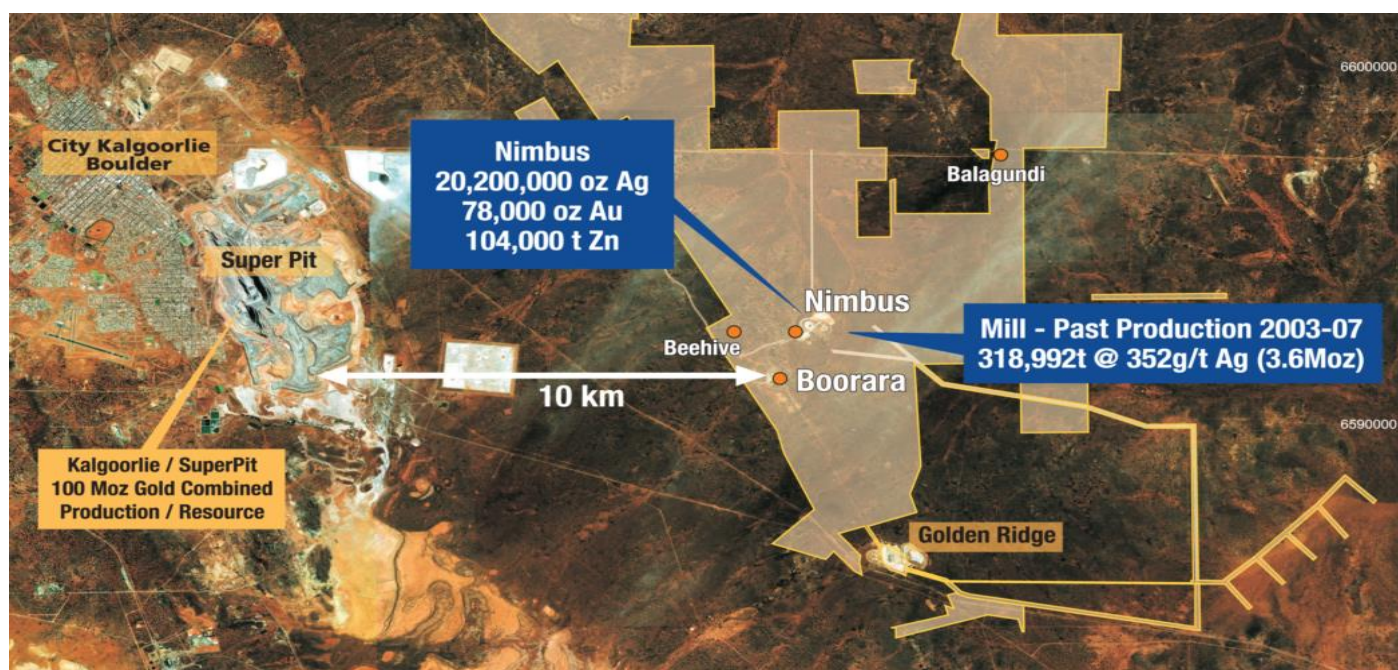 City Kalgoorlie
Boulder
Super Pit
Kalgoorlie / SuperPit
100 Moz Gold Combined
Production / Resource
10 km
Nimbus
20,200,000 oz Ag
78,000 oz Au
104,000 t Zn
Beehive
Nimbus
Boorara
Balagundi
Mill - Past Production 2003-07
318,992t @ 352g/t Ag (3.6Moz)
Golden Ridge
6600000
6590000